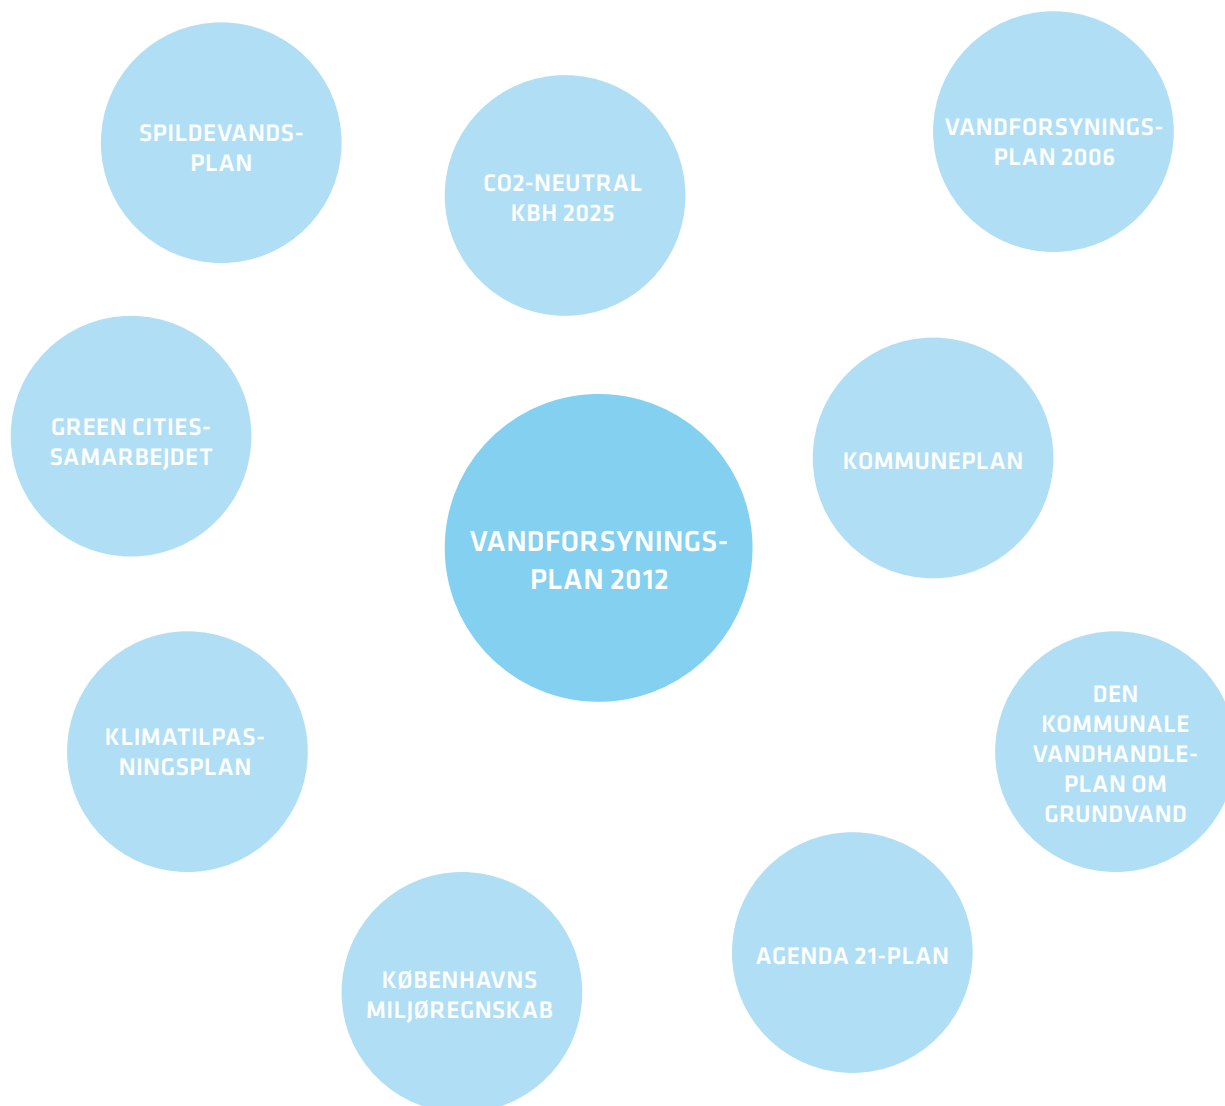 SPILDEVANDS-
PLAN
CO2-NEUTRAL
KBH 2025
VANDFORSYNINGS-
PLAN 2006
GREEN CITIES-
SAMARBEJDET
KOMMUNEPLAN
VANDFORSYNINGS-
PLAN 2012
KLIMATILPAS-
NINGSPLAN
DEN
KOMMUNALE
VANDHANDLE-
PLAN OM
GRUNDVAND
KØBENHAVNS
MILJØREGNSKAB
AGENDA 21-PLAN